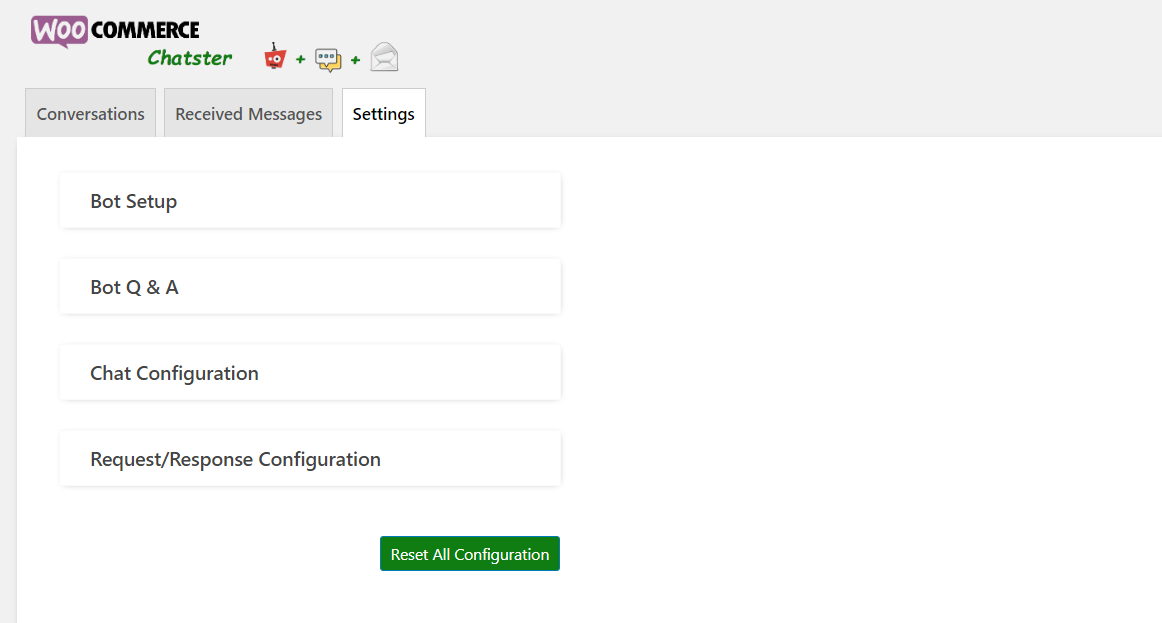 WOO COMMERCE
Chatster + +
Conversations Received Messages Settings
Bot Setup
Bot Q & A
Chat Configuration
Request/Response Configuration
Reset All Configuration